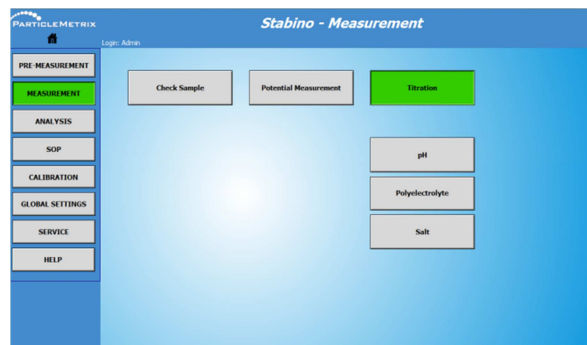 PARTICLEMETRIX
Stabino - Measurement
Login: Admin
PRE-MEASUREMENT
MEASUREMENT
ANALYSIS
SOP
CALIBRATION
GLOBAL SETTINGS
SERVICE
HELP
Check Sample
Potential Measurement
Titration
pH
Polyelectrolyte
Salt